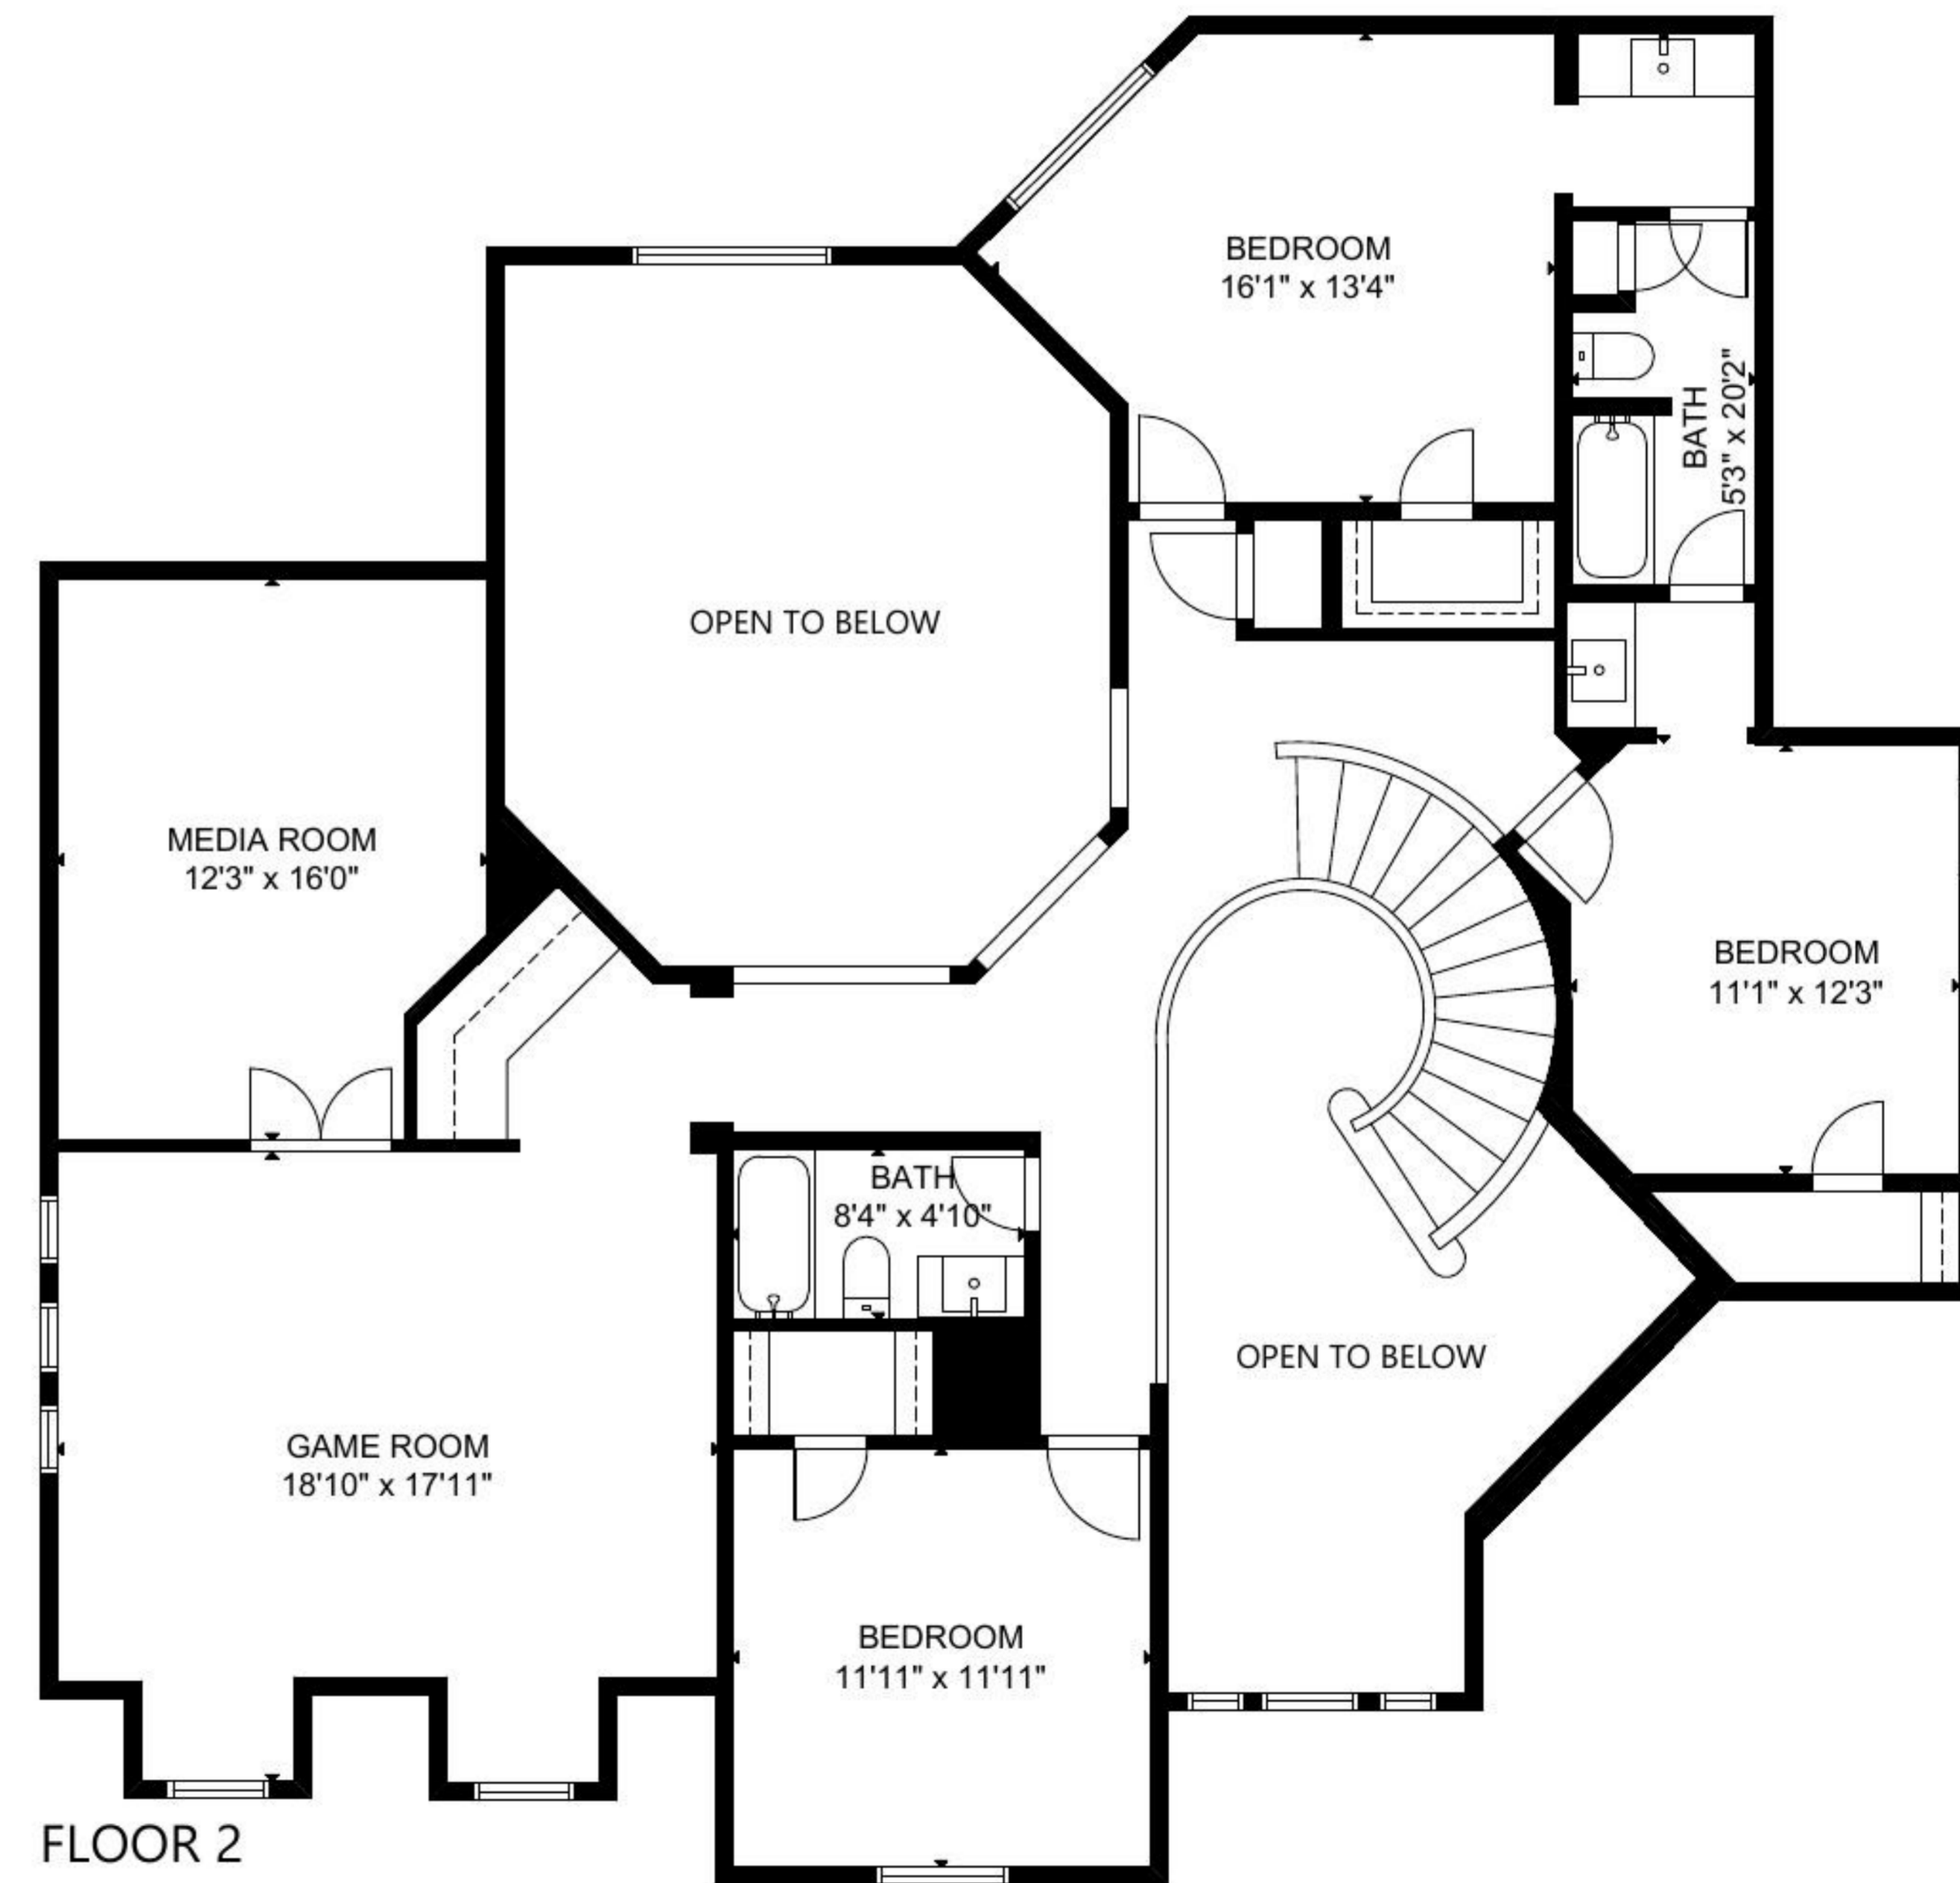 BEDROOM
16'1" x 13'4"
BATH
5'3" x 20'2"
OPEN TO BELOW
MEDIA ROOM
12'3" x 16'0"
BEDROOM
11'1" x 12'3"
BATH
8'4" x 4'10"
OPEN TO BELOW
GAME ROOM
18'10" x 17'11"
BEDROOM
11'11" x 11'11"
FLOOR 2